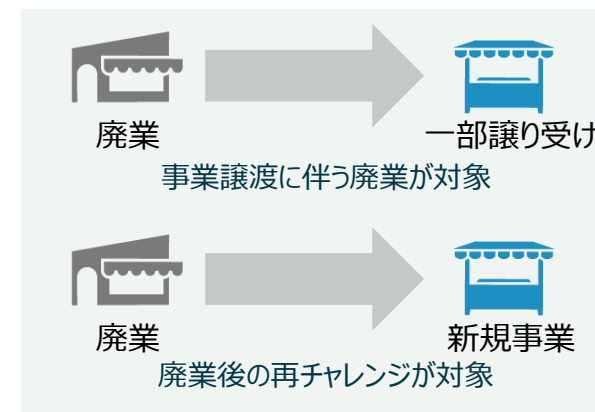 廃業 一部譲り受け
事業譲渡に伴う廃業が対象
廃業 新規事業
廃業後の再チャレンジが対象